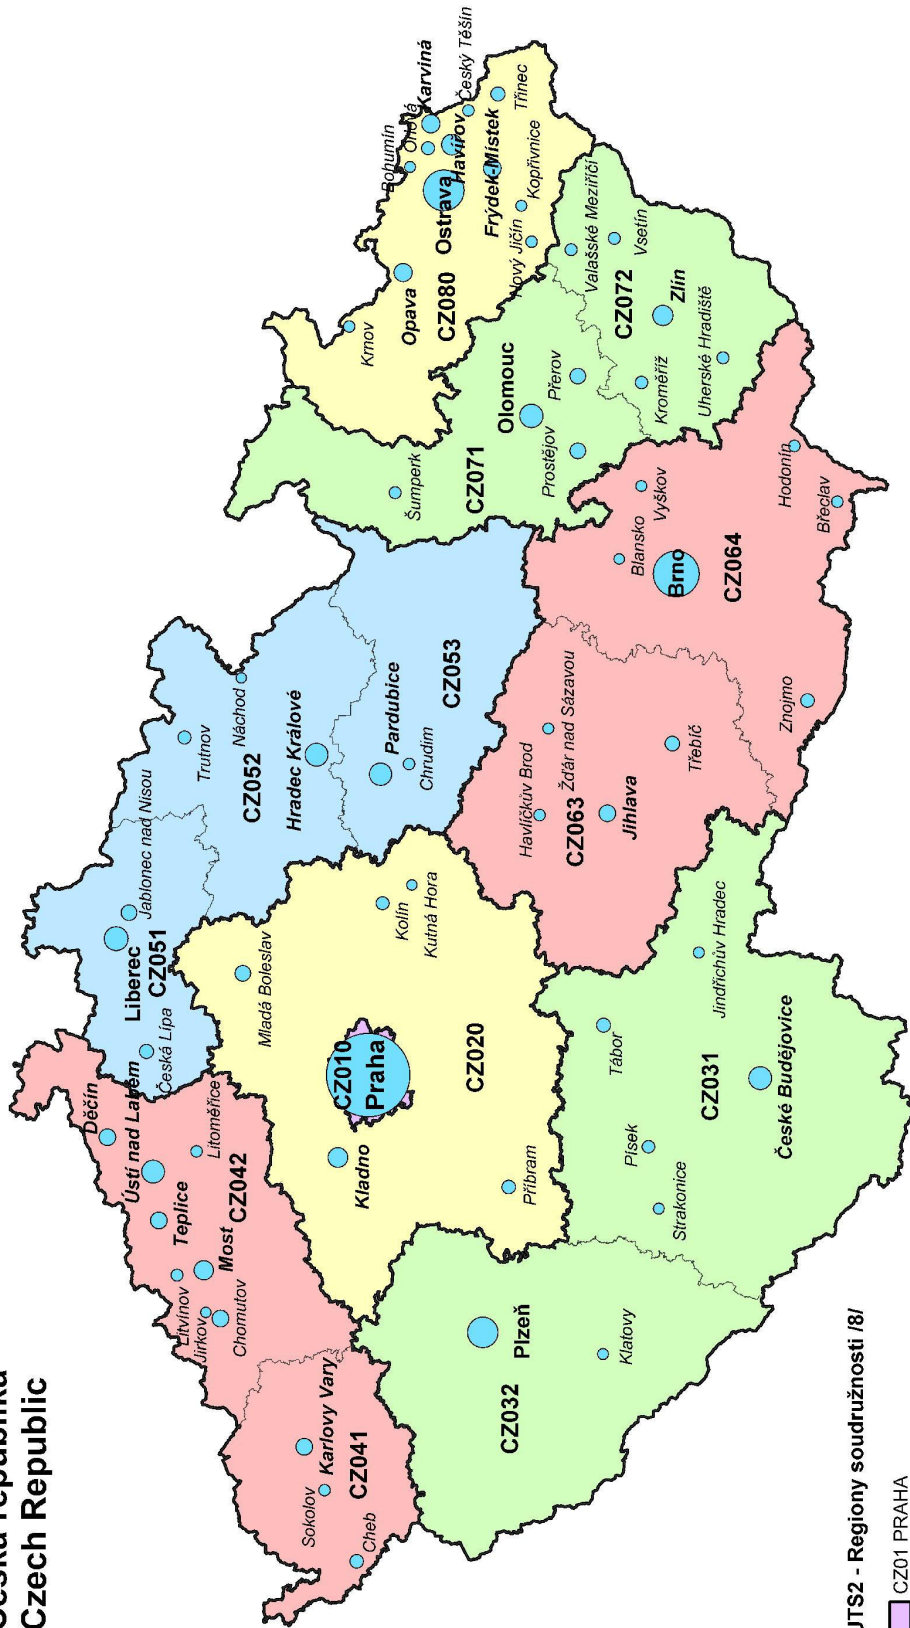 Czech Republic
Děčín
Ústí nad Labem
Teplice
Litoměřice
Litvínov
Most
CZ042
Jirkov
Chomutov
Karlovy Vary
Sokolov
CZ041
Cheb
Liberec
Jablonec nad Nisou
CZ051
Česká Lípa
Trutnov
Náchod
CZ052
Hradec Králové
Pardubice
Chrudim
CZ053
Mladá Boleslav
CZ010
Praha
Kladno
Kolín
Kutná Hora
CZ020
Příbram
Plzeň
CZ032
Klatovy
Tábor
Písek
Strakonice
Jindřichův Hradec
CZ031
České Budějovice
Havlíčkův Brod
Žďár nad Sázavou
CZ063
Jihlava
Třebíč
Blansko
Vyškov
Brno
CZ064
Hodonín
Břeclav
Znojmo
Šumperk
CZ071
Olomouc
Prostějov
Přerov
Krnov
Opava
CZ080
Ostrava
Bohumín
Orlová
Karviná
Havířov
Český Těšín
Frýdek-Místek
Třinec
Kopřivnice
Nový Jičín
Valašské Meziříčí
Vsetín
CZ072
Zlín
Kroměříž
Uherské Hradiště
- Regiony soudružnosti /8/
CZ01 PRAHA